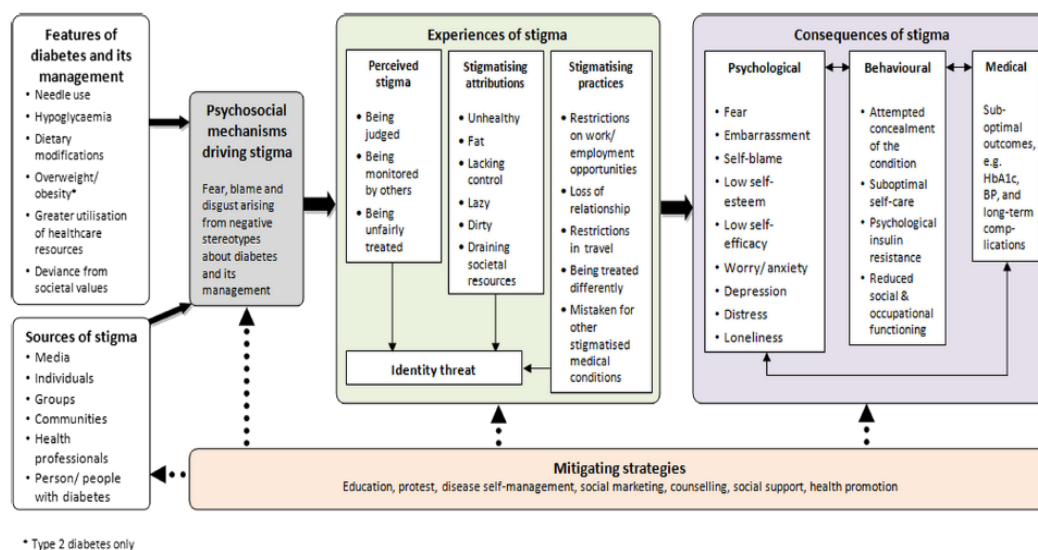 Features of
diabetes and its
management
• Needle use
• Hypoglycaemia
• Dietary
modifications
• Overweight/
obesity*
• Greater utilisation
of healthcare
resources
• Deviance from
societal values
Sources of stigma
• Media
• Individuals
• Groups
• Communities
• Health
professionals
• Person/ people
with diabetes
Psychosocial
mechanisms
driving stigma
Fear, blame and
disgust arising
from negative
stereotypes
about diabetes
and its
management
Experiences of stigma
Perceived
stigma
• Being
judged
• Being
monitored
by others
• Being
unfairly
treated
Stigmatising
attributions
• Unhealthy
• Fat
• Lacking
control
• Lazy
• Dirty
• Draining
societal
resources
Stigmatising
practices
• Restrictions
on work/
employment
opportunities
• Loss of
relationship
• Restrictions
in travel
• Being treated
differently
• Mistaken for
other
stigmatised
medical
conditions
Identity threat
Consequences of stigma
Psychological
• Fear
• Embarrassment
• Self-blame
• Low self-
esteem
• Low self-
efficacy
• Worry/anxiety
• Depression
• Distress
• Loneliness
Behavioural
• Attempted
concealment
of the
condition
• Suboptimal
self-care
• Psychological
insulin
resistance
• Reduced
social &
occupational
functioning
Medical
Sub-
optimal
outcomes,
e.g.
HbA1c,
BP, and
long-term
comp-
lications
Mitigating strategies
Education, protest, disease self-management, social marketing, counselling, social support, health promotion
* Type 2 diabetes only